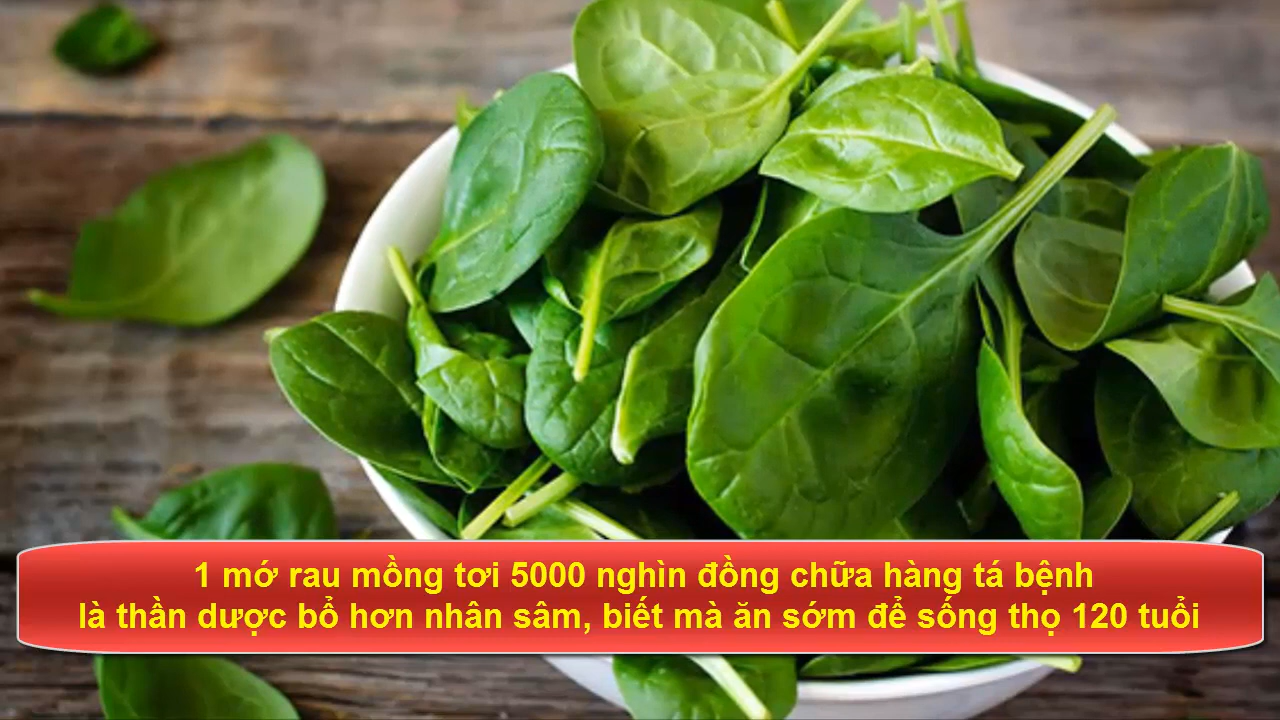 1 mớ rau mồng tơi 5000 nghìn đồng chữa hàng tá bệnh
là thần dược bổ hơn nhân sâm, biết mà ăn sớm để sống thọ 120 tuổi